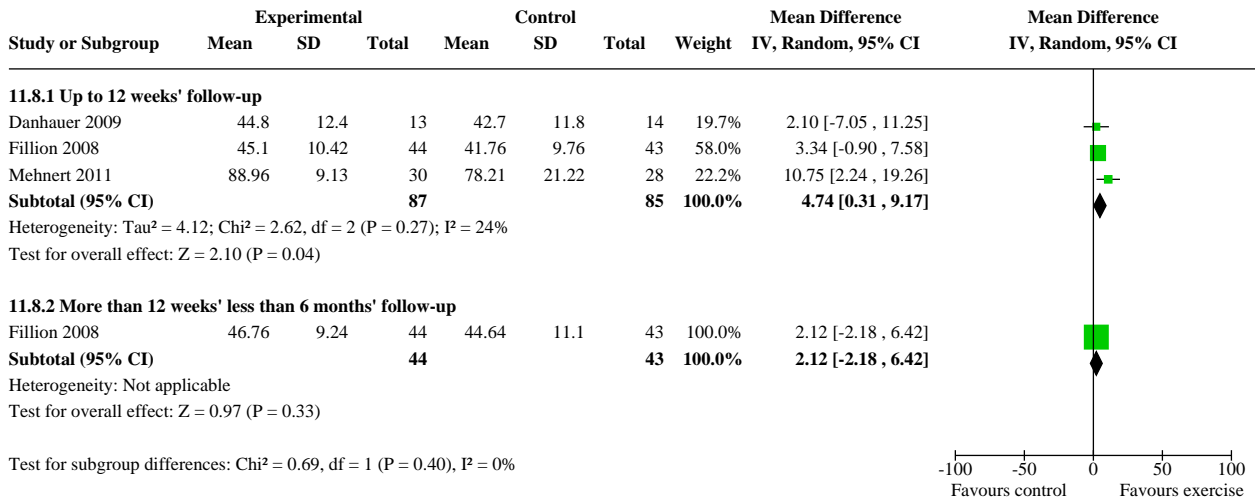 Experimental Control Mean Difference Mean Difference
Study or Subgroup Mean SD Total Mean SD Total Weight IV, Random, 95% CI IV, Random, 95% CI
11.8.1 Up to 12 weeks' follow-up
Danhauer 2009 44.8 12.4 13 42.7 11.8 14 19.7% 2.10 [-7.05 , 11.25]
Fillion 2008 45.1 10.42 44 41.76 9.76 43 58.0% 3.34 [-0.90 , 7.58]
Mehnert 2011 88.96 9.13 30 78.21 21.22 28 22.2% 10.75 [2.24 , 19.26]
Subtotal (95% CI) 87 85 100.0% 4.74 [0.31 , 9.17]
Heterogeneity: Tau² = 4.12; Chi² = 2.62, df = 2 (P = 0.27); I² = 24%
Test for overall effect: Z = 2.10 (P = 0.04)
11.8.2 More than 12 weeks' less than 6 months' follow-up
Fillion 2008 46.76 9.24 44 44.64 11.1 43 100.0% 2.12 [-2.18 , 6.42]
Subtotal (95% CI) 44 43 100.0% 2.12 [-2.18 , 6.42]
Heterogeneity: Not applicable
Test for overall effect: Z = 0.97 (P = 0.33)
Test for subgroup differences: Chi² = 0.69, df = 1 (P = 0.40), I² = 0%
-100 -50 0 50 100
Favours control Favours exercise